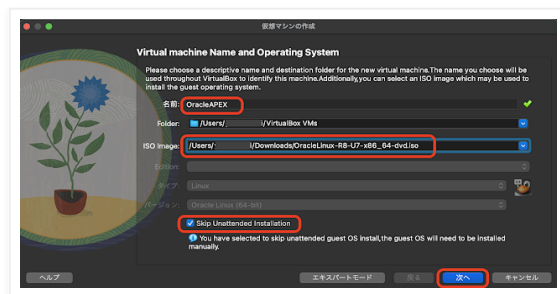 仮想マシンの作成
Virtual machine Name and Operating System
Please choose a descriptive name and destination folder for the new virtual machine.The name you choose will be
used throughout VirtualBox to identify this machine.Additionally,you can select an ISO image which may be used to
install the guest operating system.
名前: OracleAPEX
Folder: /Users/ i/VirtualBox VMs
ISO Image: /Users/ i/Downloads/OracleLinux-R8-U7-x86_64-dvd.iso
Edition:
タイプ: Linux
バージョン: Oracle Linux (64-bit)
Skip Unattended Installation
You have selected to skip unattended guest OS install,the guest OS will need to be installed
manually.
ヘルプ エキスパートモード 戻る 次へ キャンセル